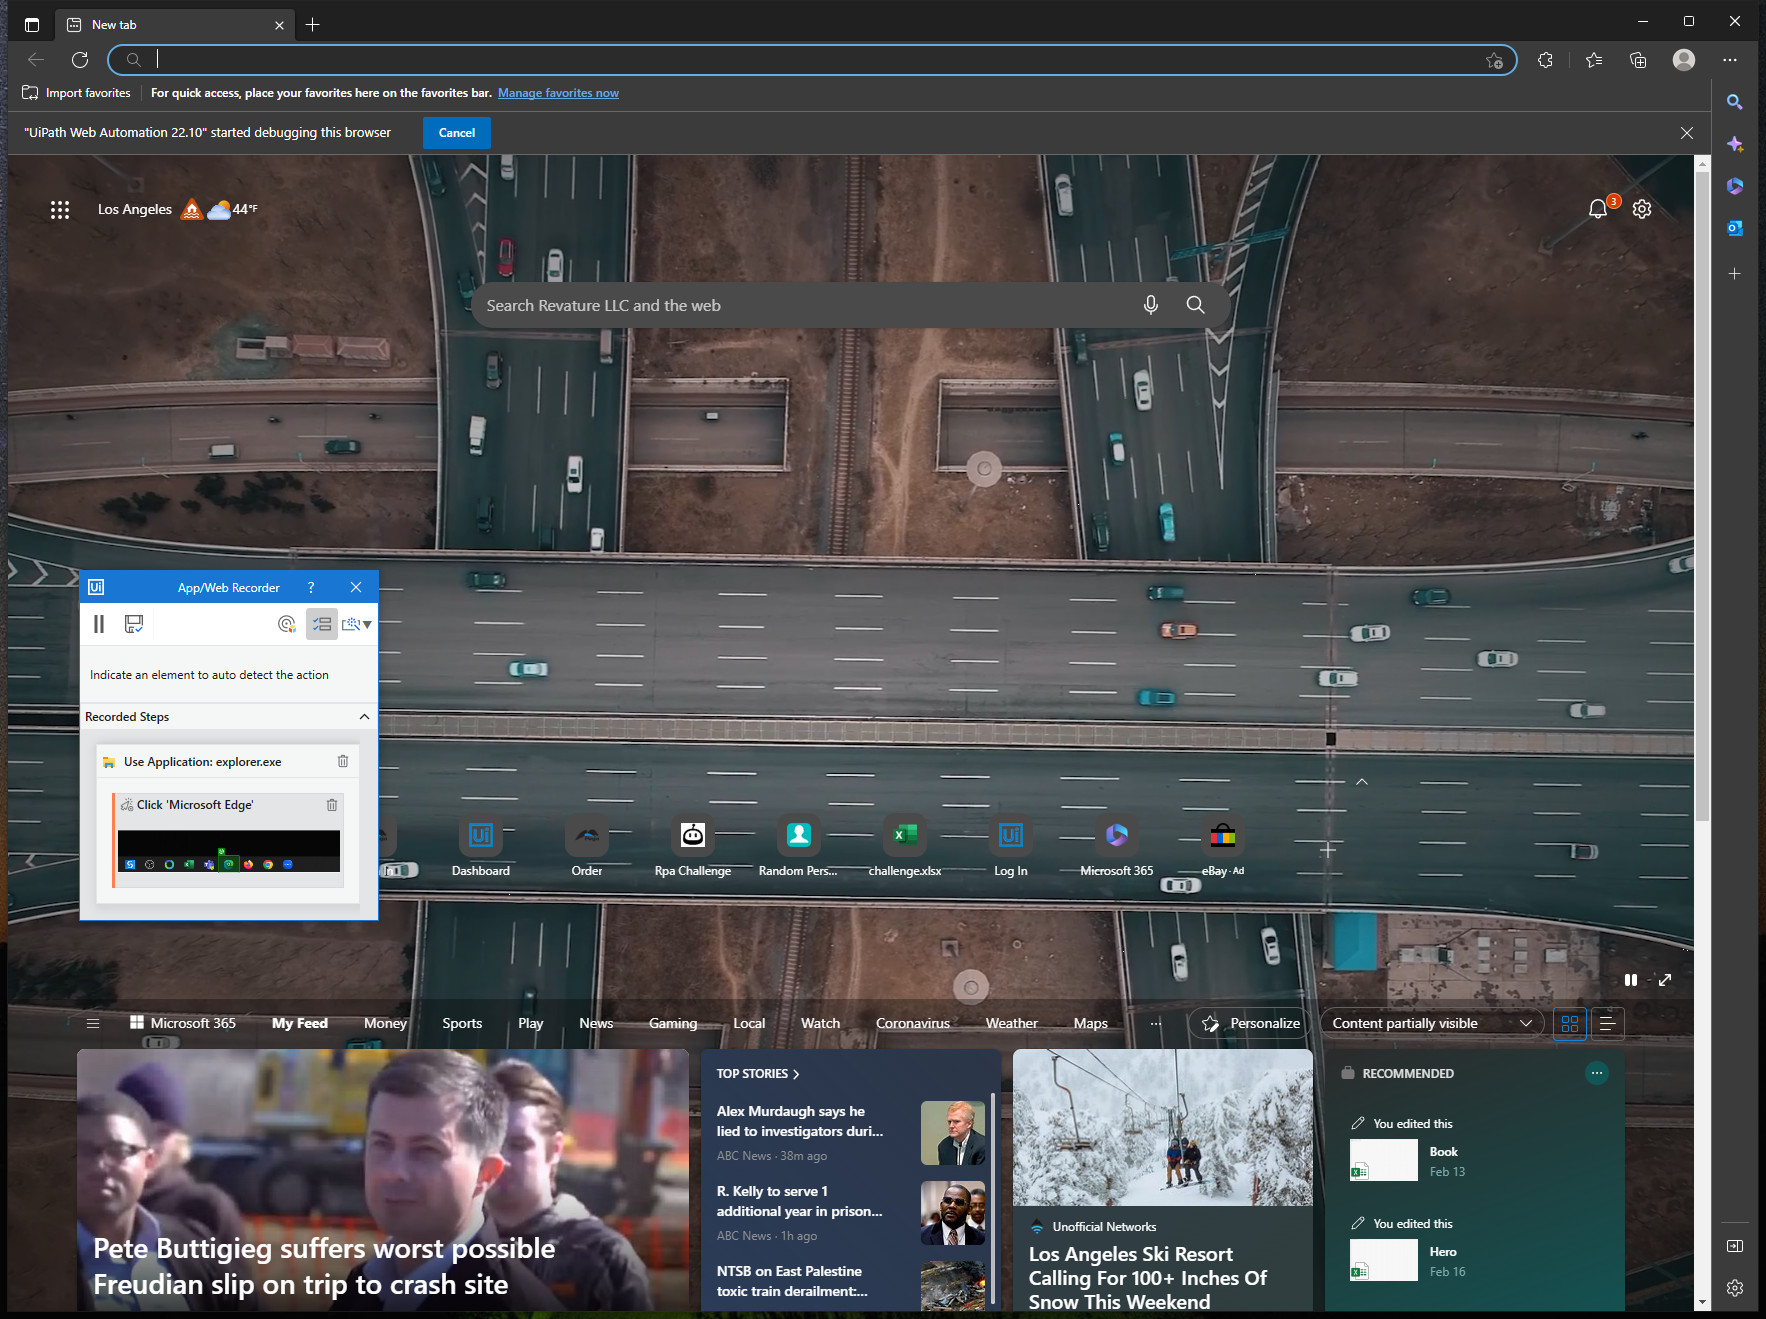 New tab
Import favorites
For quick access, place your favorites here on the favorites bar. Manage favorites now
"UiPath Web Automation 22.10" started debugging this browser
Cancel
Los Angeles
44°F
3
Search Revature LLC and the web
Ui
App/Web Recorder
?
Indicate an element to auto detect the action
Recorded Steps
Use Application: explorer.exe
Click 'Microsoft Edge'
Ui
Ui
Dashboard
Order
Rpa Challenge
Random Pers...
challenge.xlsx
Log In
Microsoft 365
eBay · Ad
Microsoft 365
My Feed
Money
Sports
Play
News
Gaming
Local
Watch
Coronavirus
Weather
Maps
...
Personalize
Content partially visible
Pete Buttigieg suffers worst possible
Freudian slip on trip to crash site
TOP STORIES
Alex Murdaugh says he
lied to investigators duri...
ABC News · 38m ago
R. Kelly to serve 1
additional year in prison...
ABC News · 1h ago
NTSB on East Palestine
toxic train derailment:...
Unofficial Networks
Los Angeles Ski Resort
Calling For 100+ Inches Of
Snow This Weekend
RECOMMENDED
You edited this
Book
Feb 13
You edited this
Hero
Feb 16